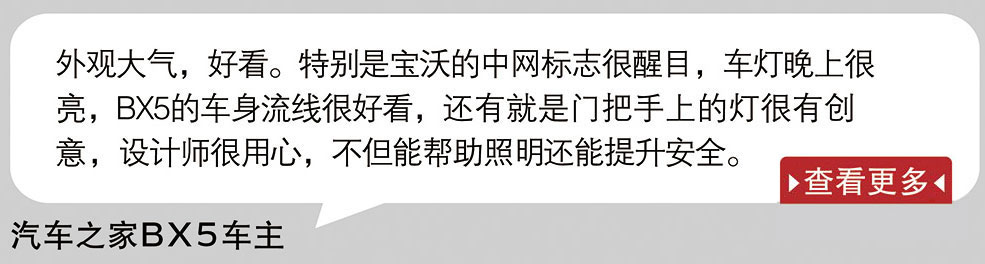 外观大气，好看。特别是宝沃的中网标志很醒目，车灯晚上很
亮，BX5的车身流线很好看，还有就是门把手上的灯很有创
意，设计师很用心，不但能帮助照明还能提升安全。
查看更多
汽车之家BX5车主